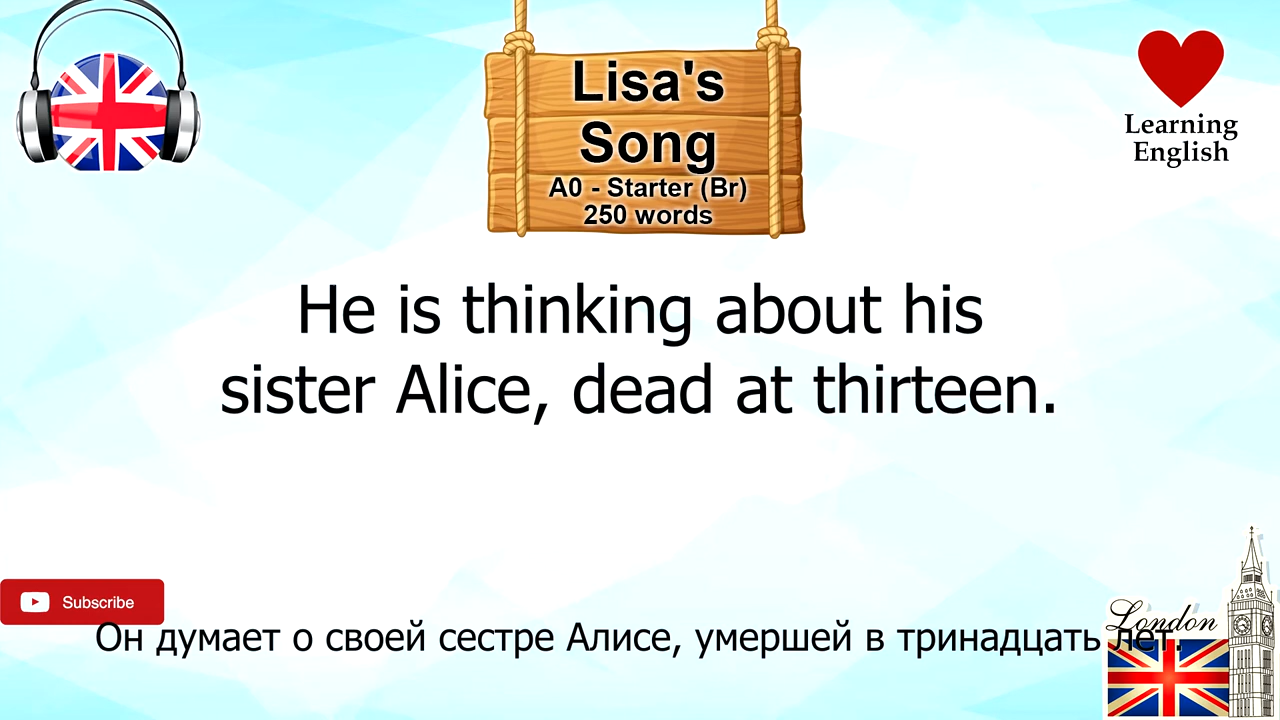 Lisa's
Song
A0 - Starter (Br)
250 words
Learning
English
He is thinking about his
sister Alice, dead at thirteen.
Subscribe
London
Он думает о своей сестре Алисе, умершей в тринадцать лет.